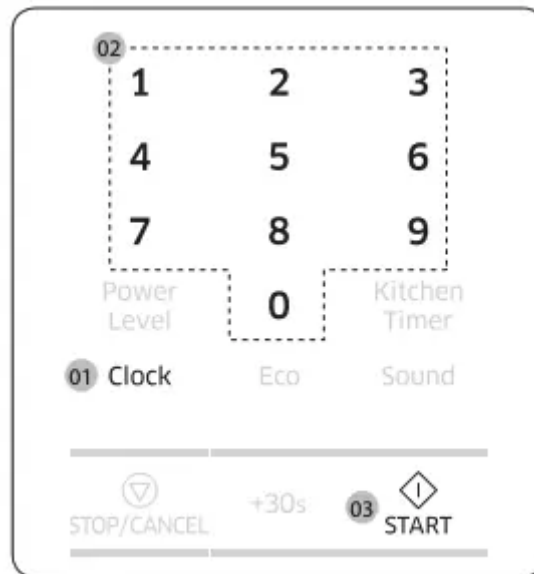 02
1 2 3
4 5 6
7 8 9
Power Level 0 Kitchen Timer
01 Clock Eco Sound
STOP/CANCEL +30s 03 START